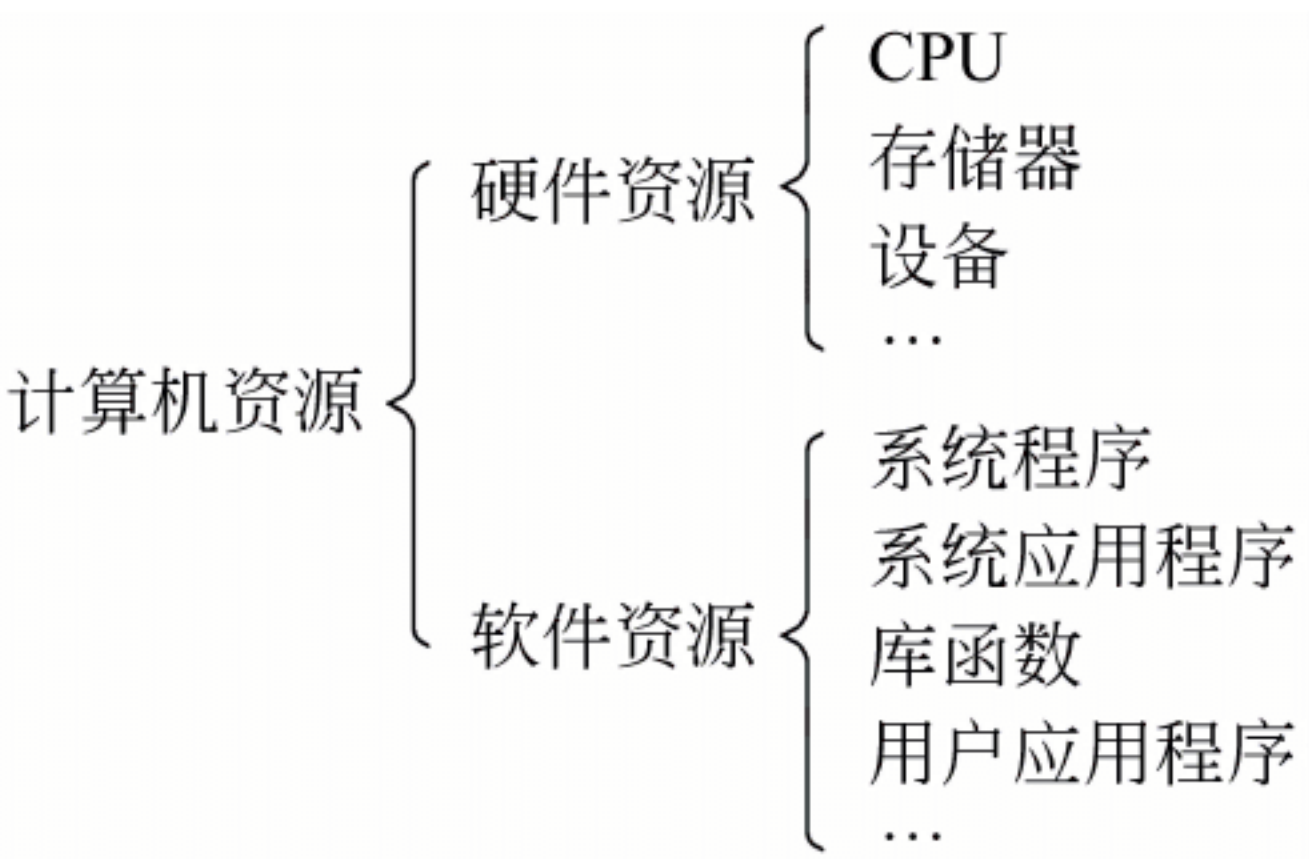 计算机资源
硬件资源
CPU
存储器
设备
…
软件资源
系统程序
系统应用程序
库函数
用户应用程序
…